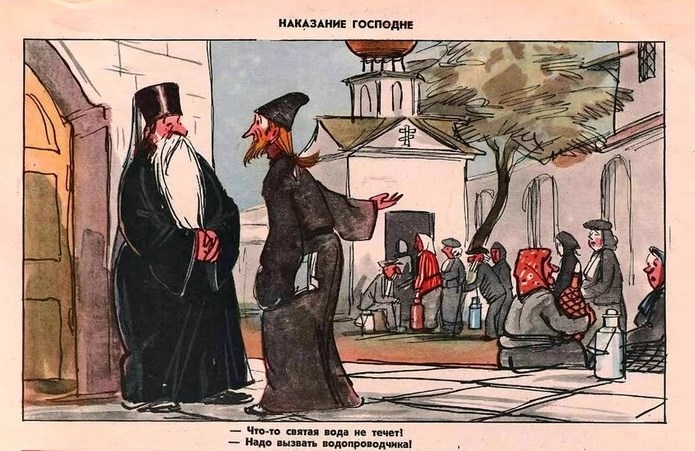 НАКАЗАНИЕ ГОСПОДНЕ
— Что-то святая вода не течет!
— Надо вызвать водопроводчика!